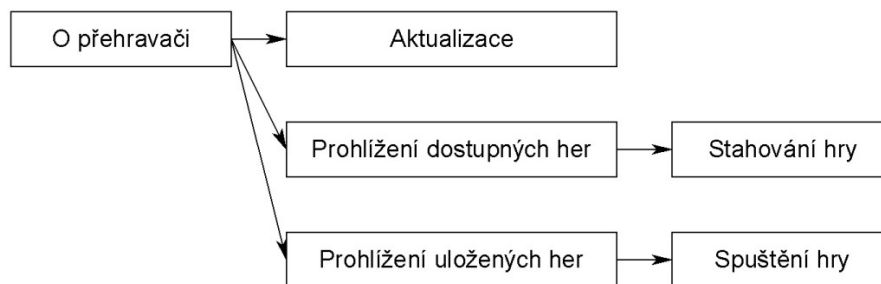 O přehravači
Aktualizace
Prohlížení dostupných her
Stahování hry
Prohlížení uložených her
Spuštění hry